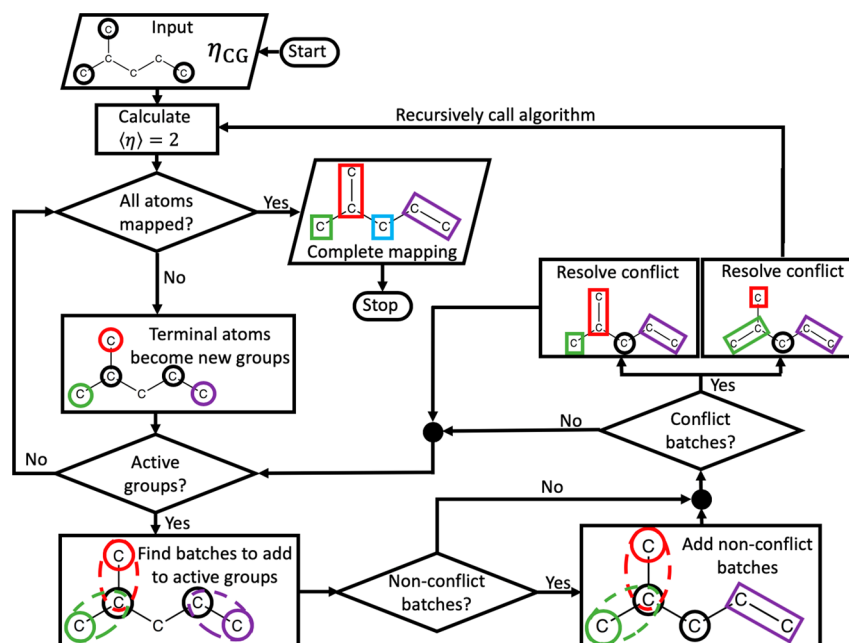 Input
Start
η_CG
C
C
C
C
C
C
Recursively call algorithm
Calculate
⟨η⟩ = 2
All atoms
mapped?
Yes
C
C
C
C
C
C
Complete mapping
Stop
No
Resolve conflict
C
C
C
C
C
C
Resolve conflict
C
C
C
C
C
C
Terminal atoms
become new groups
C
C
C
C
C
C
Yes
Conflict
batches?
No
Active
groups?
No
Yes
No
Find batches to add
to active groups
C
C
C
C
C
C
Non-conflict
batches?
Yes
Add non-conflict
batches
C
C
C
C
C
C